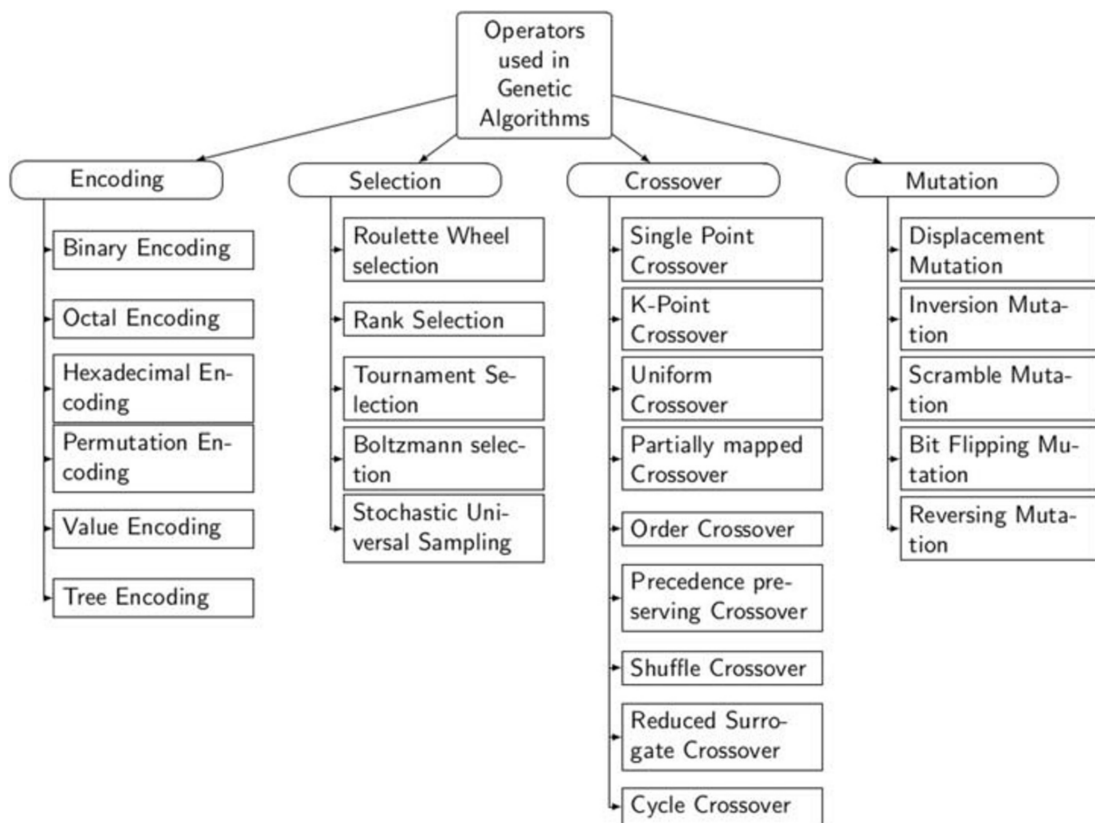 Operators
used in
Genetic
Algorithms
Encoding
Selection
Crossover
Mutation
Binary Encoding
Octal Encoding
Hexadecimal En-
coding
Permutation En-
coding
Value Encoding
Tree Encoding
Roulette Wheel
selection
Rank Selection
Tournament Se-
lection
Boltzmann selec-
tion
Stochastic Uni-
versal Sampling
Single Point
Crossover
K-Point
Crossover
Uniform
Crossover
Partially mapped
Crossover
Order Crossover
Precedence pre-
serving Crossover
Shuffle Crossover
Reduced Surro-
gate Crossover
Cycle Crossover
Displacement
Mutation
Inversion Muta-
tion
Scramble Muta-
tion
Bit Flipping Mu-
tation
Reversing Muta-
tion